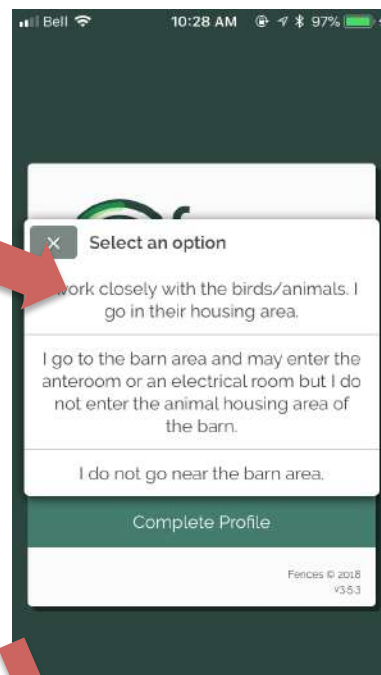 Bell 10:28 AM 97%
Select an option
work closely with the birds/animals. I
go in their housing area.
I go to the barn area and may enter the
anteroom or an electrical room but I do
not enter the animal housing area of
the barn.
I do not go near the barn area.
Complete Profile
Fences © 2018
v3.5.3